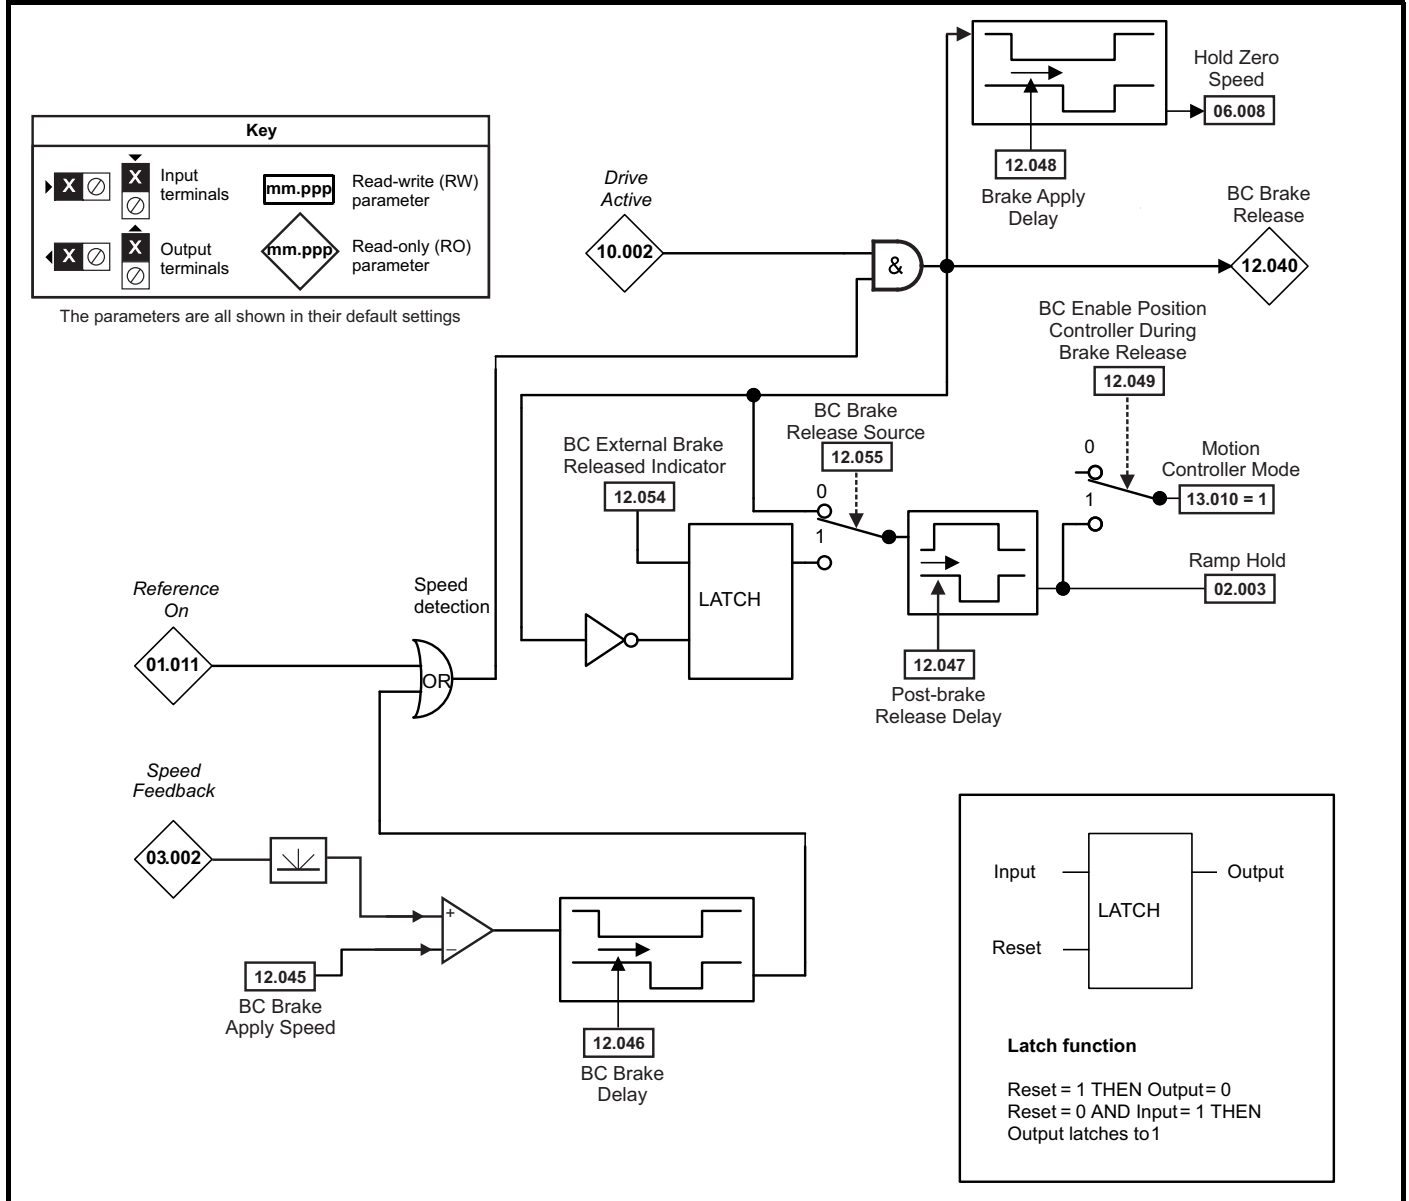 Key
X
X
Input
terminals
mm.ppp
Read-write (RW)
parameter
X
X
Output
terminals
mm.ppp
Read-only (RO)
parameter
The parameters are all shown in their default settings
Hold Zero
Speed
06.008
12.048
Brake Apply
Delay
Drive
Active
10.002
&
BC Brake
Release
12.040
BC Enable Position
Controller During
Brake Release
12.049
BC Brake
Release Source
12.055
BC External Brake
Released Indicator
12.054
0
1
0
1
Motion
Controller Mode
13.010 = 1
LATCH
Ramp Hold
02.003
12.047
Post-brake
Release Delay
Reference
On
01.011
Speed
detection
OR
Speed
Feedback
03.002
+
–
12.045
BC Brake
Apply Speed
12.046
BC Brake
Delay
Input
Output
LATCH
Reset
Latch function
Reset = 1 THEN Output = 0
Reset = 0 AND Input = 1 THEN
Output latches to1